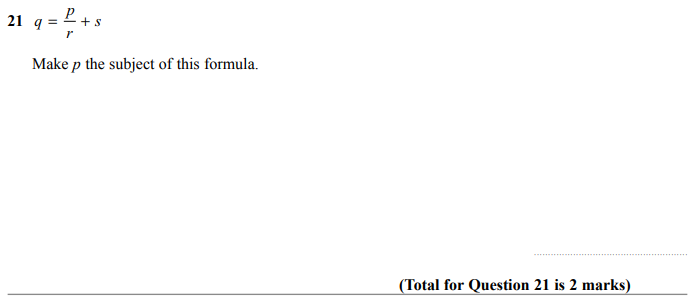 21 q = p/r + s
Make p the subject of this formula.
(Total for Question 21 is 2 marks)